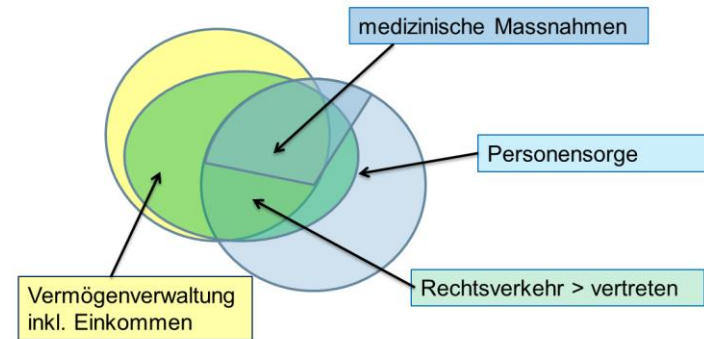 medizinische Massnahmen
Personensorge
Rechtsverkehr > vertreten
Vermögenverwaltung
inkl. Einkommen